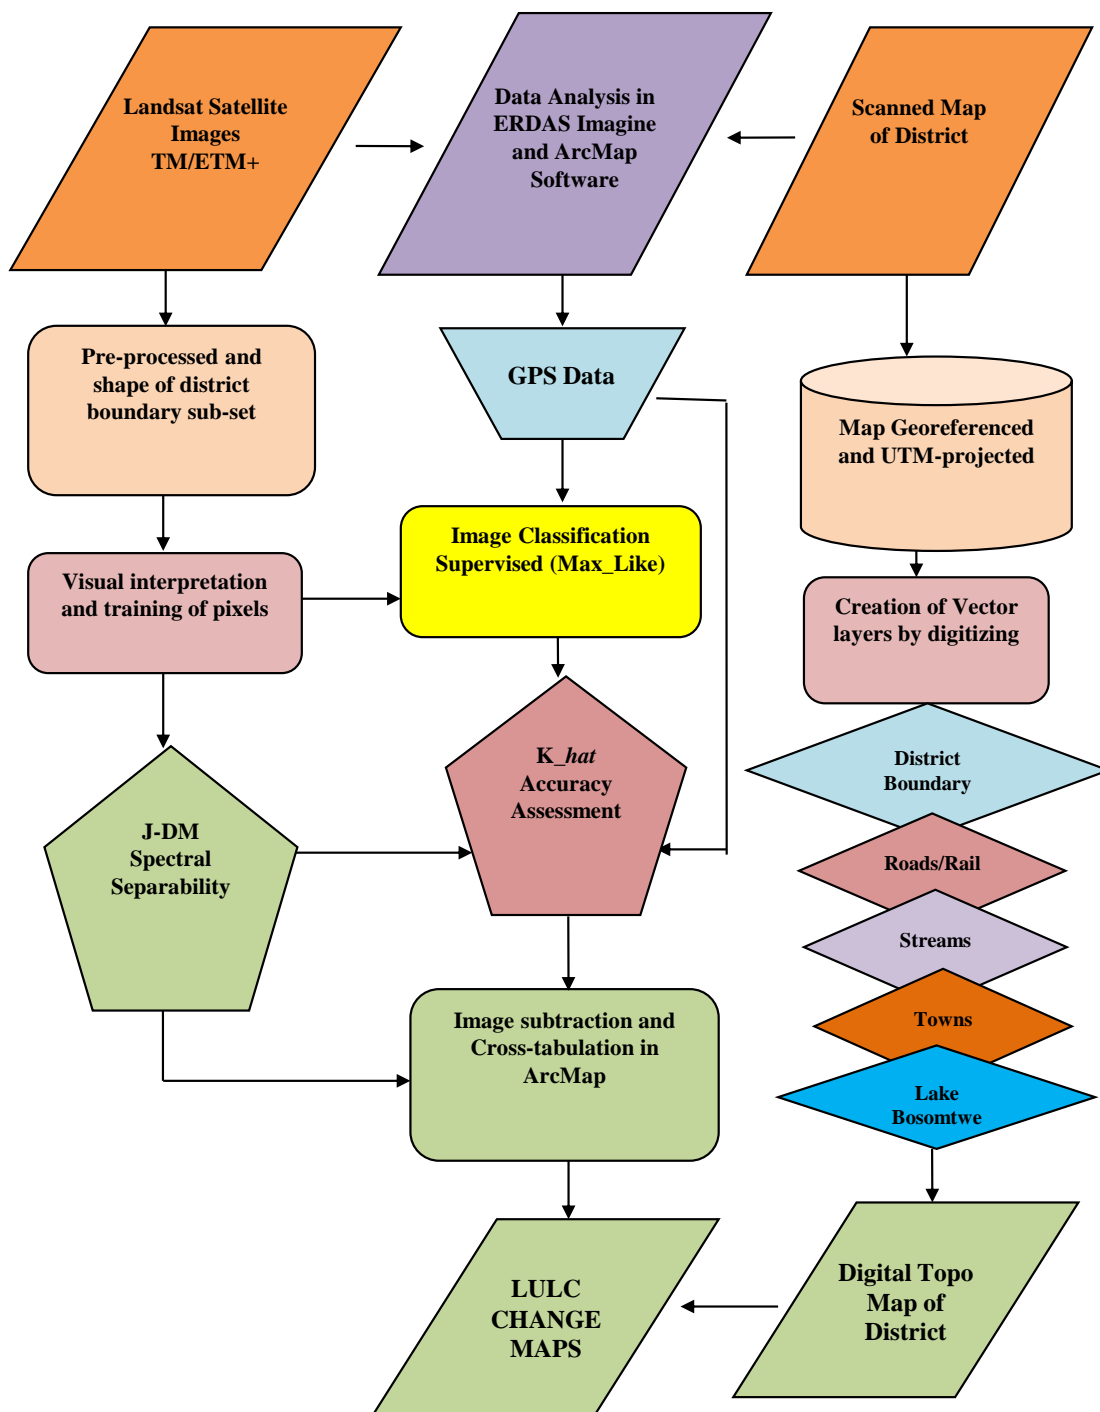 Landsat Satellite
Images
TM/ETM+
Data Analysis in
ERDAS Imagine
and ArcMap
Software
Scanned Map
of District
Pre-processed and
shape of district
boundary sub-set
GPS Data
Map Georeferenced
and UTM-projected
Visual interpretation
and training of pixels
Image Classification
Supervised (Max_Like)
Creation of Vector
layers by digitizing
J-DM
Spectral
Separability
K_hat
Accuracy
Assessment
District
Boundary
Roads/Rail
Streams
Towns
Lake
Bosomtwe
Image subtraction and
Cross-tabulation in
ArcMap
LULC
CHANGE
MAPS
Digital Topo
Map of
District